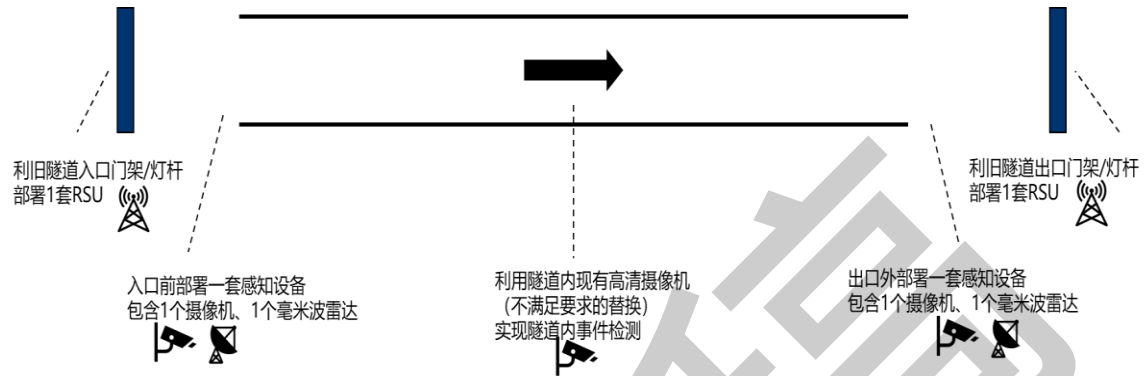 利旧隧道入口门架/灯杆
部署1套RSU
利旧隧道出口门架/灯杆
部署1套RSU
入口前部署一套感知设备
包含1个摄像机、1个毫米波雷达
利用隧道内现有高清摄像机
（不满足要求的替换）
实现隧道内事件检测
出口外部署一套感知设备
包含1个摄像机、1个毫米波雷达